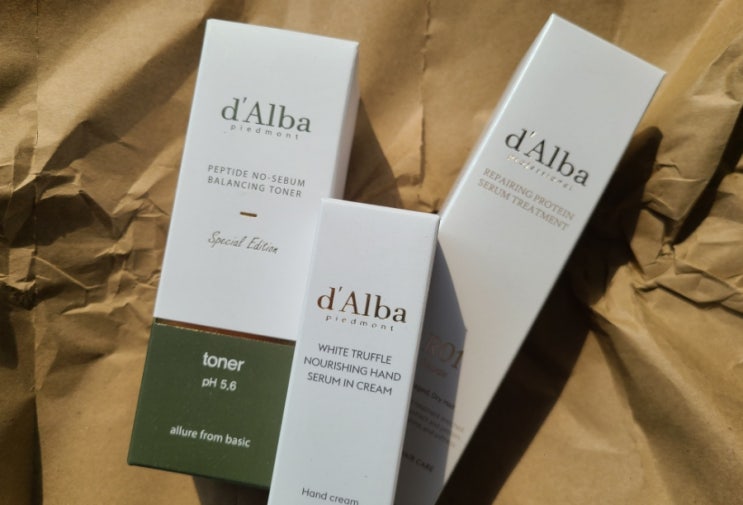 d'Alba
piedmont
PEPTIDE NO-SEBUM
BALANCING TONER
Special Edition
toner
pH 5,6
allure from basic
d'Alba
piedmont
WHITE TRUFFLE
NOURISHING HAND
SERUM IN CREAM
Hand cream
d'Alba
professional
REPAIRING PROTEIN
SERUM TREATMENT